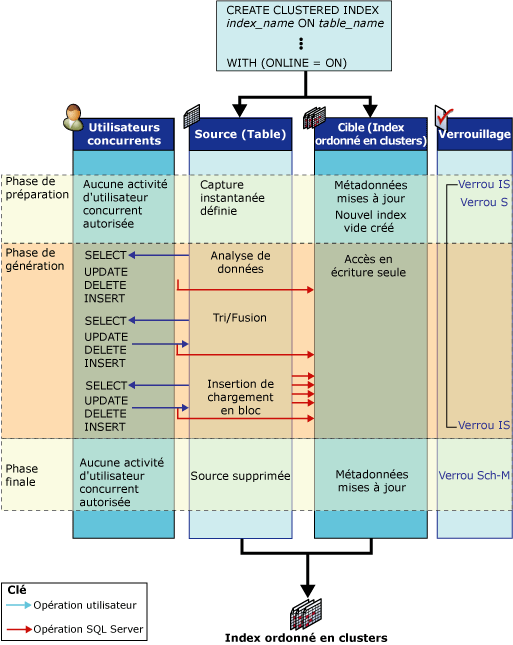 CREATE CLUSTERED INDEX
index_name ON table_name
WITH (ONLINE = ON)
Utilisateurs
concurrents
Source (Table)
Cible (Index
ordonné en clusters)
Verrouillage
Phase de
préparation
Aucune activité
d'utilisateur
concurrent
autorisée
Capture
instantanée
définie
Métadonnées
mises à jour
Nouvel index
vide créé
Verrou IS
Verrou S
Phase de
génération
SELECT
UPDATE
DELETE
INSERT
Analyse de
données
Accès en
écriture seule
SELECT
UPDATE
DELETE
INSERT
Tri/Fusion
SELECT
UPDATE
DELETE
INSERT
Insertion de
chargement
en bloc
Verrou IS
Phase
finale
Aucune activité
d'utilisateur
concurrent
autorisée
Source supprimée
Métadonnées
mises à jour
Verrou Sch-M
Clé
Opération utilisateur
Opération SQL Server
Index ordonné en clusters